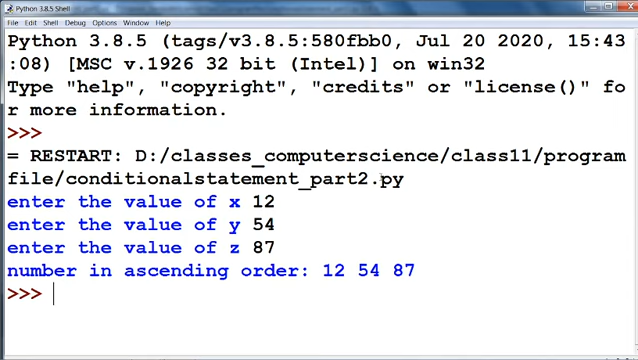 Python 3.8.5 Shell
File Edit Shell Debug Options Window Help
Python 3.8.5 (tags/v3.8.5:580fbb0, Jul 20 2020, 15:43
:08) [MSC v.1926 32 bit (Intel)] on win32
Type "help", "copyright", "credits" or "license()" fo
r more information.
>>>
= RESTART: D:/classes_computerscience/class11/program
file/conditionalstatement_part2.py
enter the value of x 12
enter the value of y 54
enter the value of z 87
number in ascending order: 12 54 87
>>>